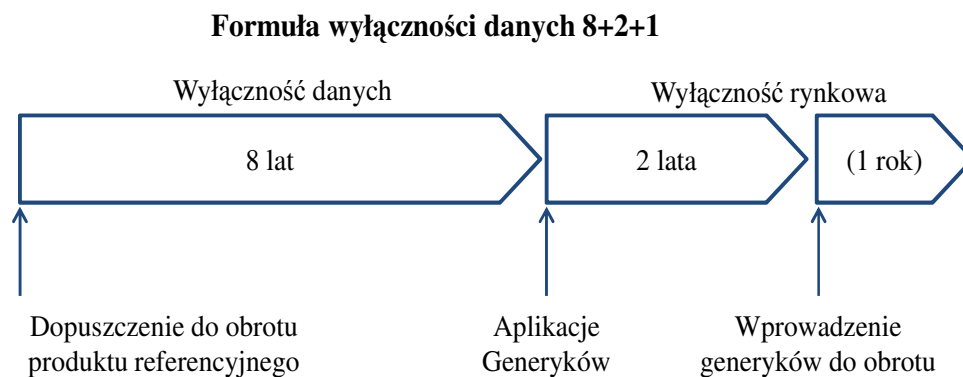 Formuła wyłączności danych 8+2+1
Wyłączność danych
Wyłączność rynkowa
8 lat
2 lata
(1 rok)
Dopuszczenie do obrotu
produktu referencyjnego
Aplikacje
Generyków
Wprowadzenie
generyków do obrotu